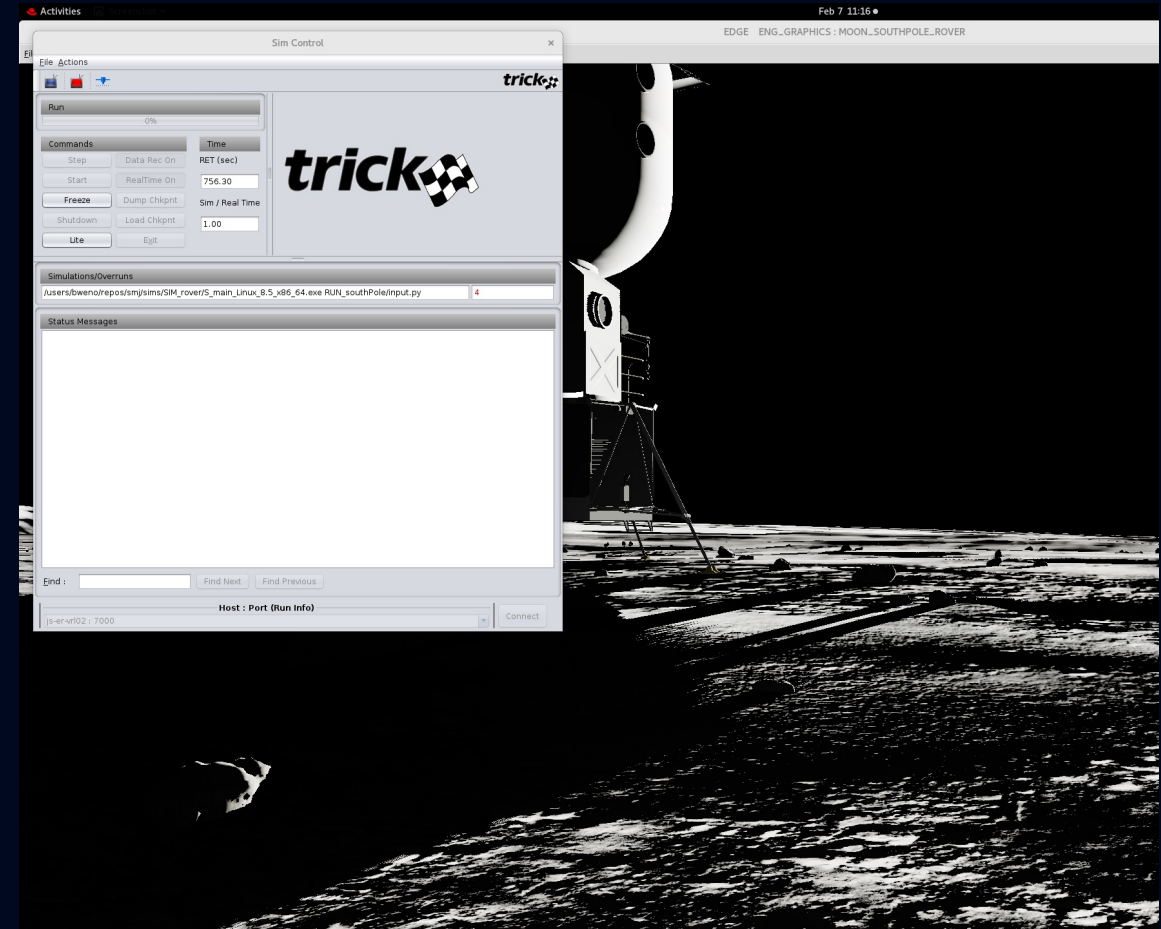 Activities
Feb 7 11:16
Sim Control
EDGE ENG_GRAPHICS : MOON_SOUTHPOLE_ROVER
File Actions
trick
Run
0%
Commands
Time
Step
Data Rec On
RET (sec)
Start
RealTime On
756.30
Freeze
Dump Chkpnt
Sim / Real Time
Shutdown
Load Chkpnt
1.00
Lite
Exit
trick
Simulations/Overruns
/users/bweno/repos/smj/sims/SIM_rover/S_main_Linux_8.5_x86_64.exe RUN_southPole/input.py
4
Status Messages
Find :
Find Next
Find Previous
Host : Port (Run Info)
js-er-vrl02 : 7000
Connect